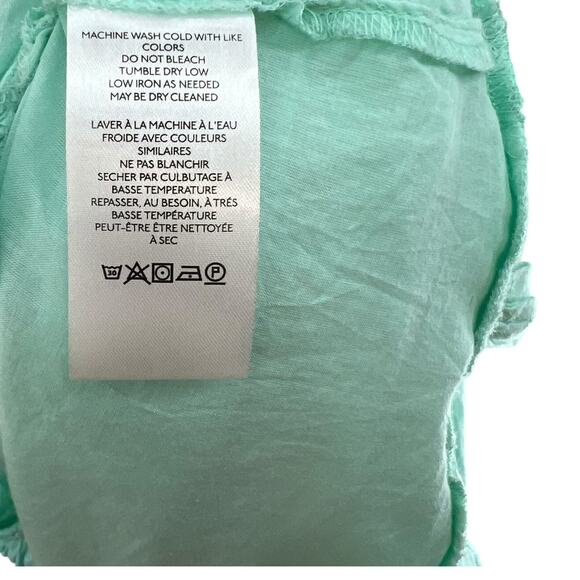 MACHINE WASH COLD WITH LIKE
COLORS
DO NOT BLEACH
TUMBLE DRY LOW
LOW IRON AS NEEDED
MAY BE DRY CLEANED
LAVER À LA MACHINE À L'EAU
FROIDE AVEC COULEURS
SIMILAIRES
NE PAS BLANCHIR
SECHER PAR CULBUTAGE À
BASSE TEMPERATURE
REPASSER, AU BESOIN, À TRÉS
BASSE TEMPÉRATURE
PEUT-ÊTRE ÊTRE NETTOYÉE
À SEC
30 P